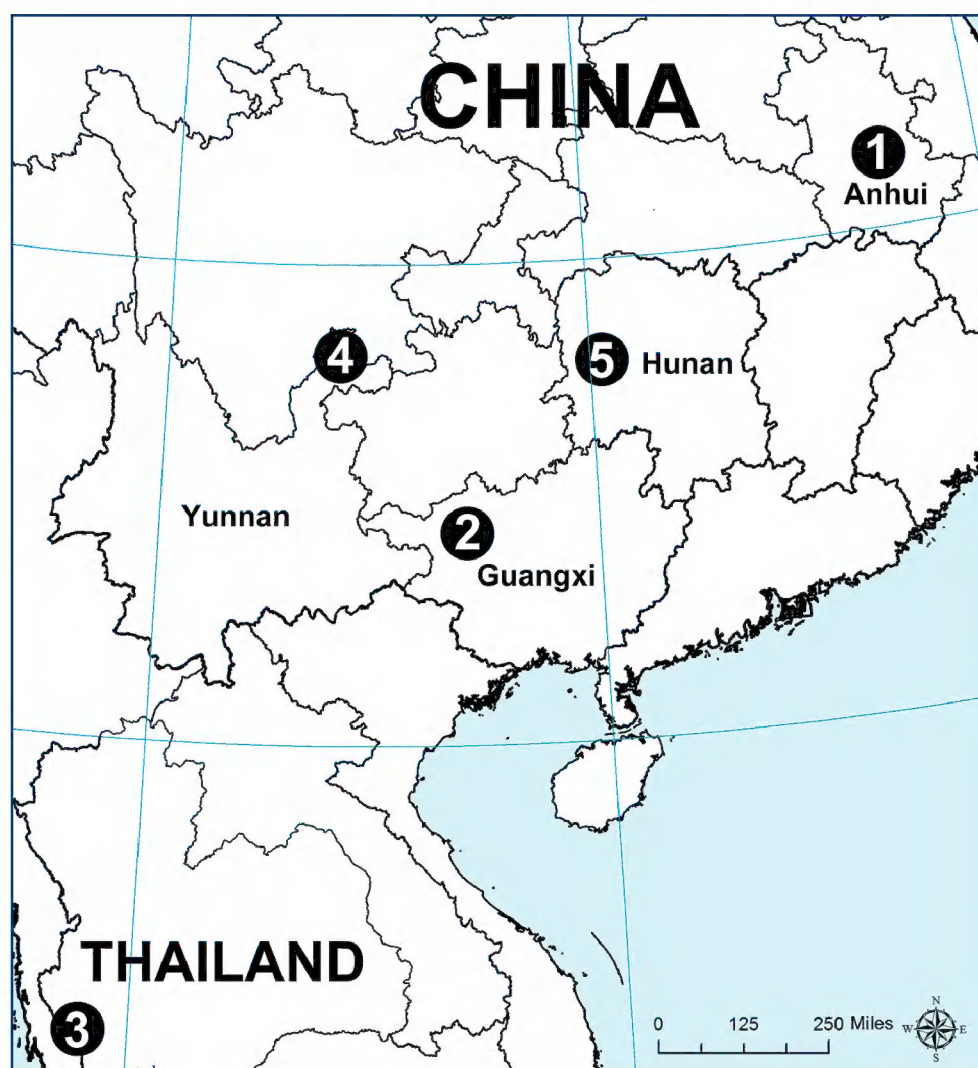 CHINA
1
Anhui
4
5 Hunan
Yunnan
2
Guangxi
THAILAND
3
0 125 250 Miles
N
W E
S